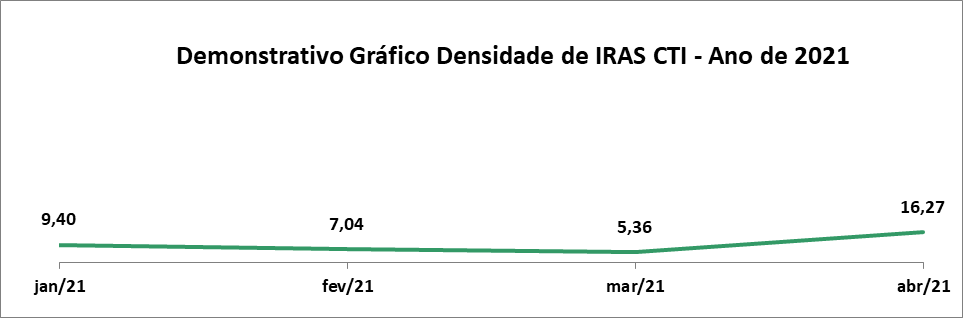 Demonstrativo Gráfico Densidade de IRAS CTI - Ano de 2021
9,40
7,04
5,36
16,27
jan/21
fev/21
mar/21
abr/21